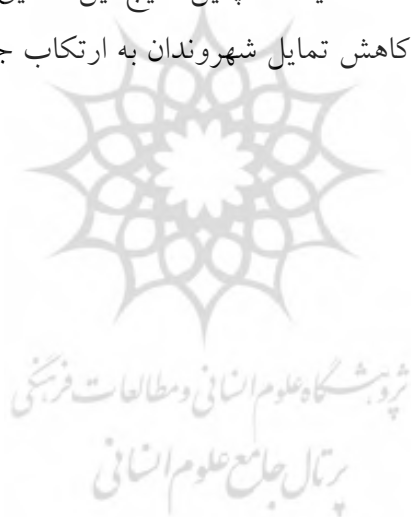 کاهش تمایل شهروندان به ارتکاب ج
پژوهشگاه علوم انسانی و مطالعات فرهنگی
پرتال جامع علوم انسانی